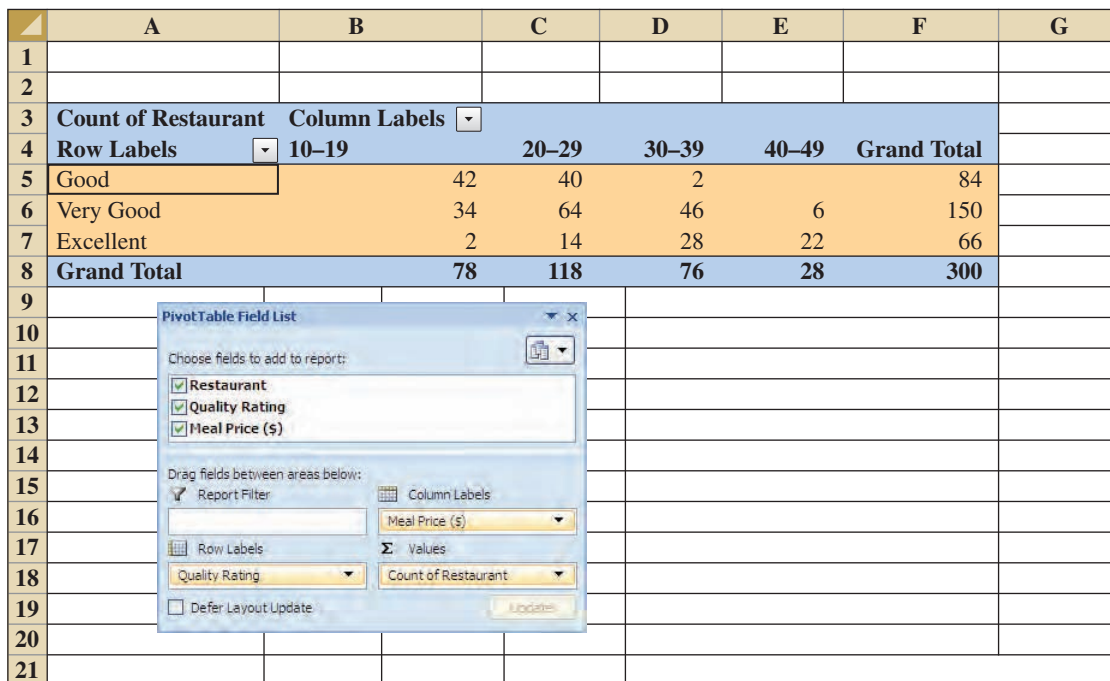 A B C D E F G
1
2
3 Count of Restaurant Column Labels
4 Row Labels 10–19 20–29 30–39 40–49 Grand Total
5 Good 42 40 2 84
6 Very Good 34 64 46 6 150
7 Excellent 2 14 28 22 66
8 Grand Total 78 118 76 28 300
9
PivotTable Field List
10
11
Choose fields to add to report:
12
Restaurant
Quality Rating
13
Meal Price ($)
14
15
Drag fields between areas below:
Report Filter Column Labels
16
Meal Price ($)
17
Row Labels Σ Values
18
Quality Rating Count of Restaurant
19
Defer Layout Update Update
20
21